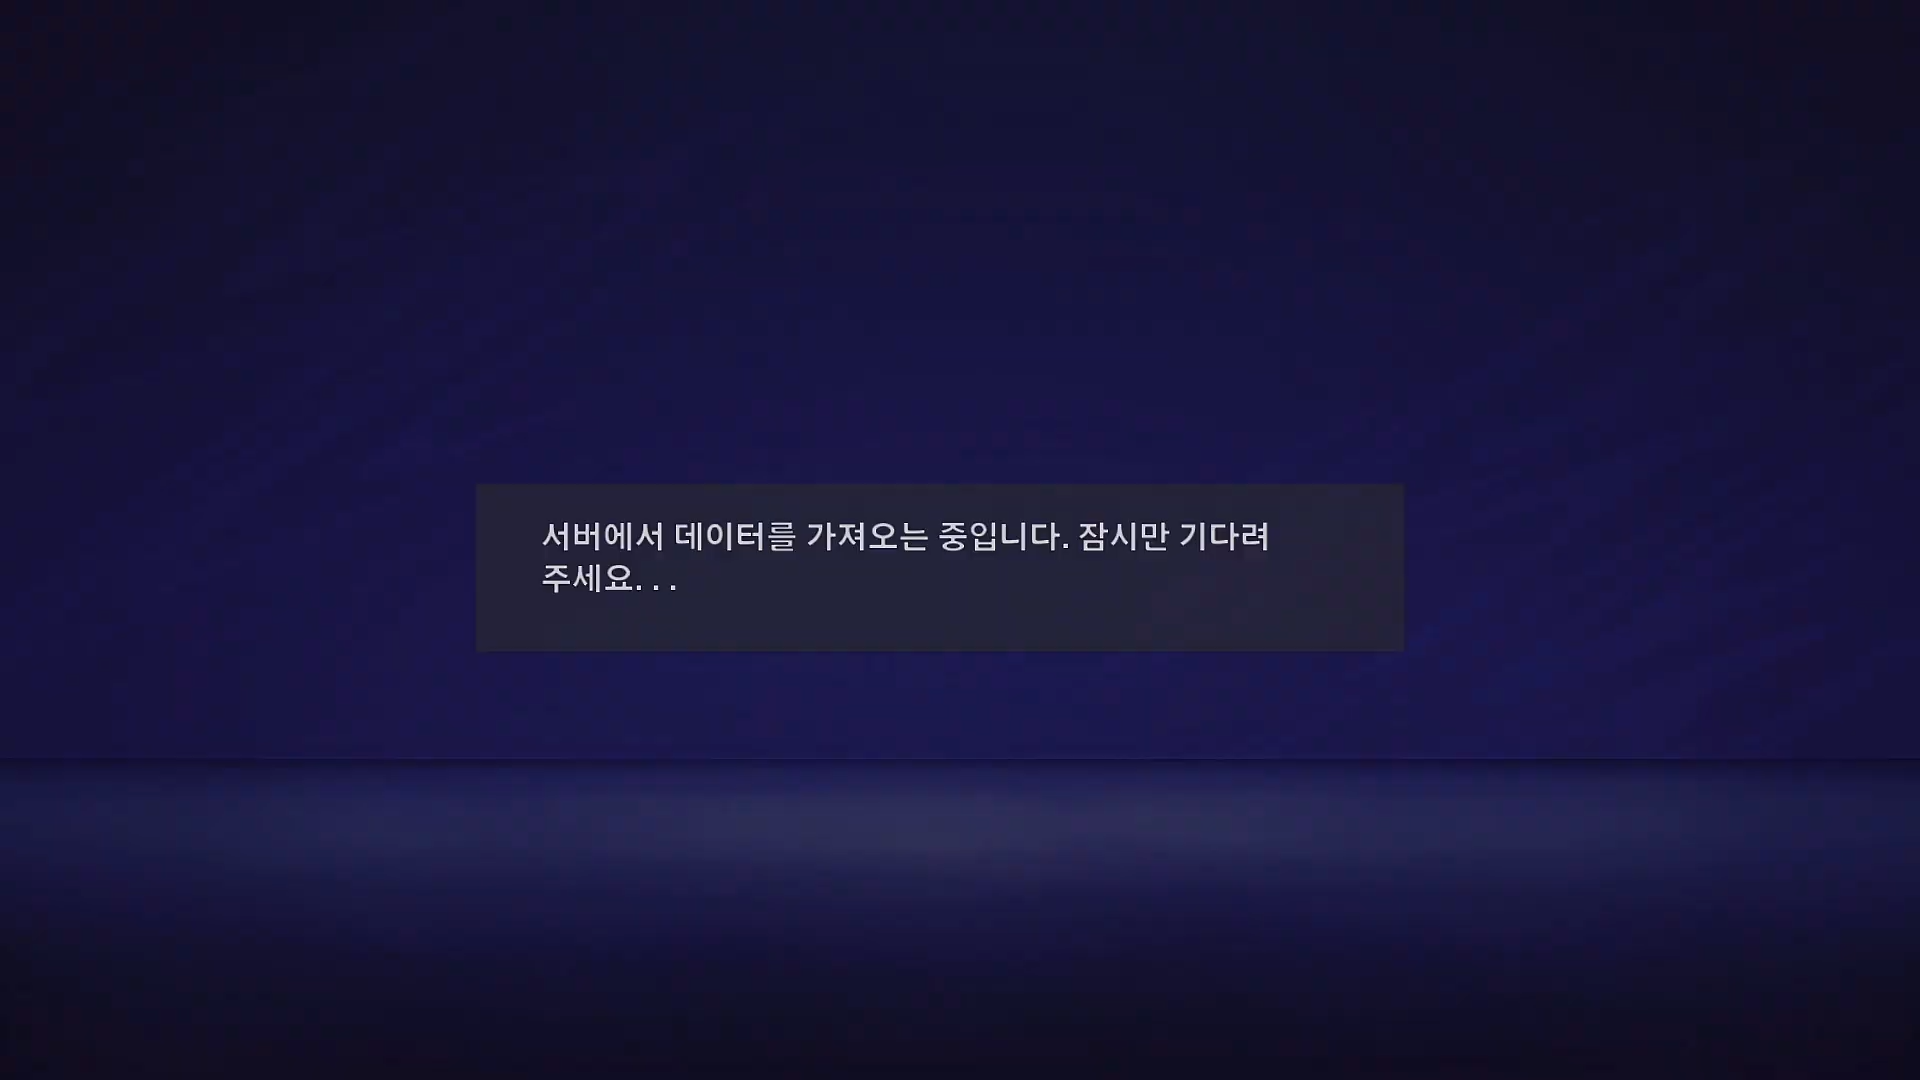 서버에서 데이터를 가져오는 중입니다. 잠시만 기다려
주세요. . .